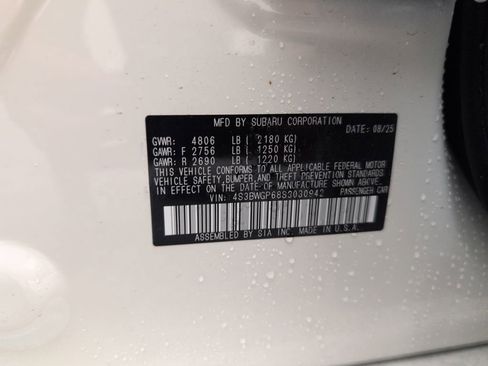 MFD BY SUBARU CORPORATION
DATE: 08/25
GVWR: 4806 LB ( 2180 KG)
GAWR: F 2756 LB ( 1250 KG)
GAWR: R 2690 LB ( 1220 KG)
THIS VEHICLE CONFORMS TO ALL APPLICABLE FEDERAL MOTOR
VEHICLE SAFETY, BUMPER, AND THEFT PREVENTION STANDARDS
IN EFFECT ON THE DATE OF MANUFACTURE SHOWN ABOVE.
VIN: 4S3BWGP68S3030942 PASSENGER CAR
ASSEMBLED BY SIA INC. MADE IN U.S.A.